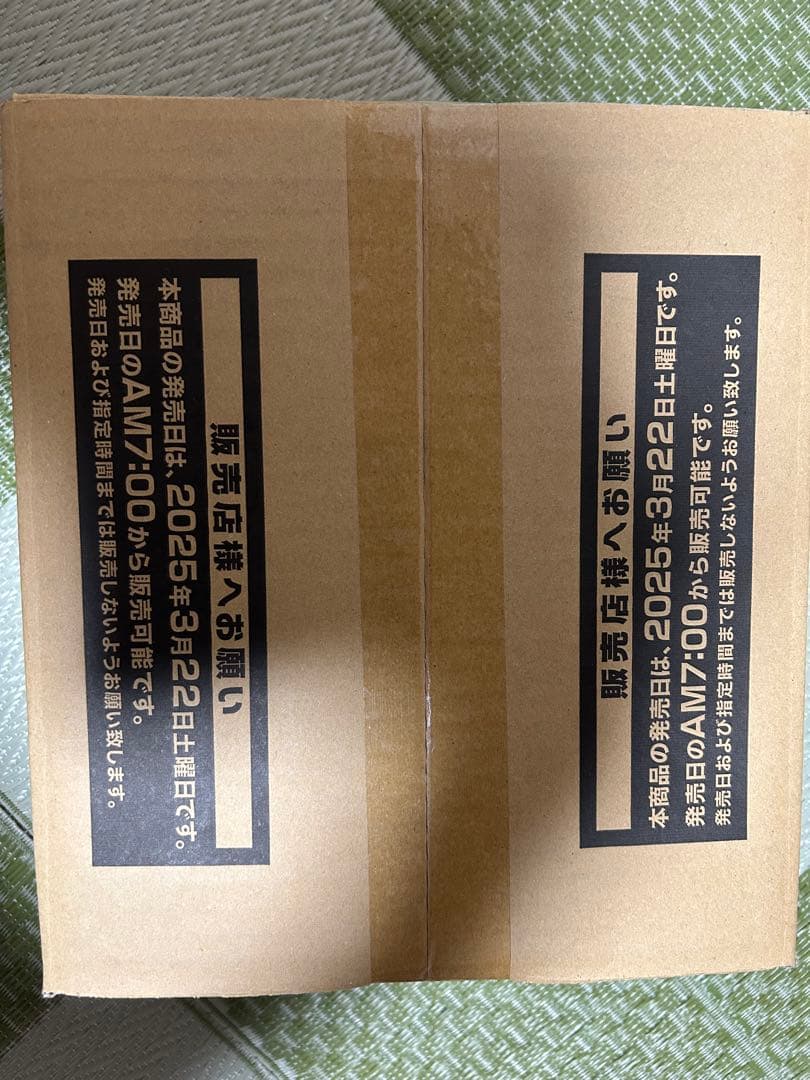 販売店様へお願い
本商品の発売日は、2025年3月22日土曜日です。
発売日のAM7:00から販売可能です。
発売日および指定時間までは販売しないようお願い致します。
販売店様へお願い
本商品の発売日は、2025年3月22日土曜日です。
発売日のAM7:00から販売可能です。
発売日および指定時間までは販売しないようお願い致します。